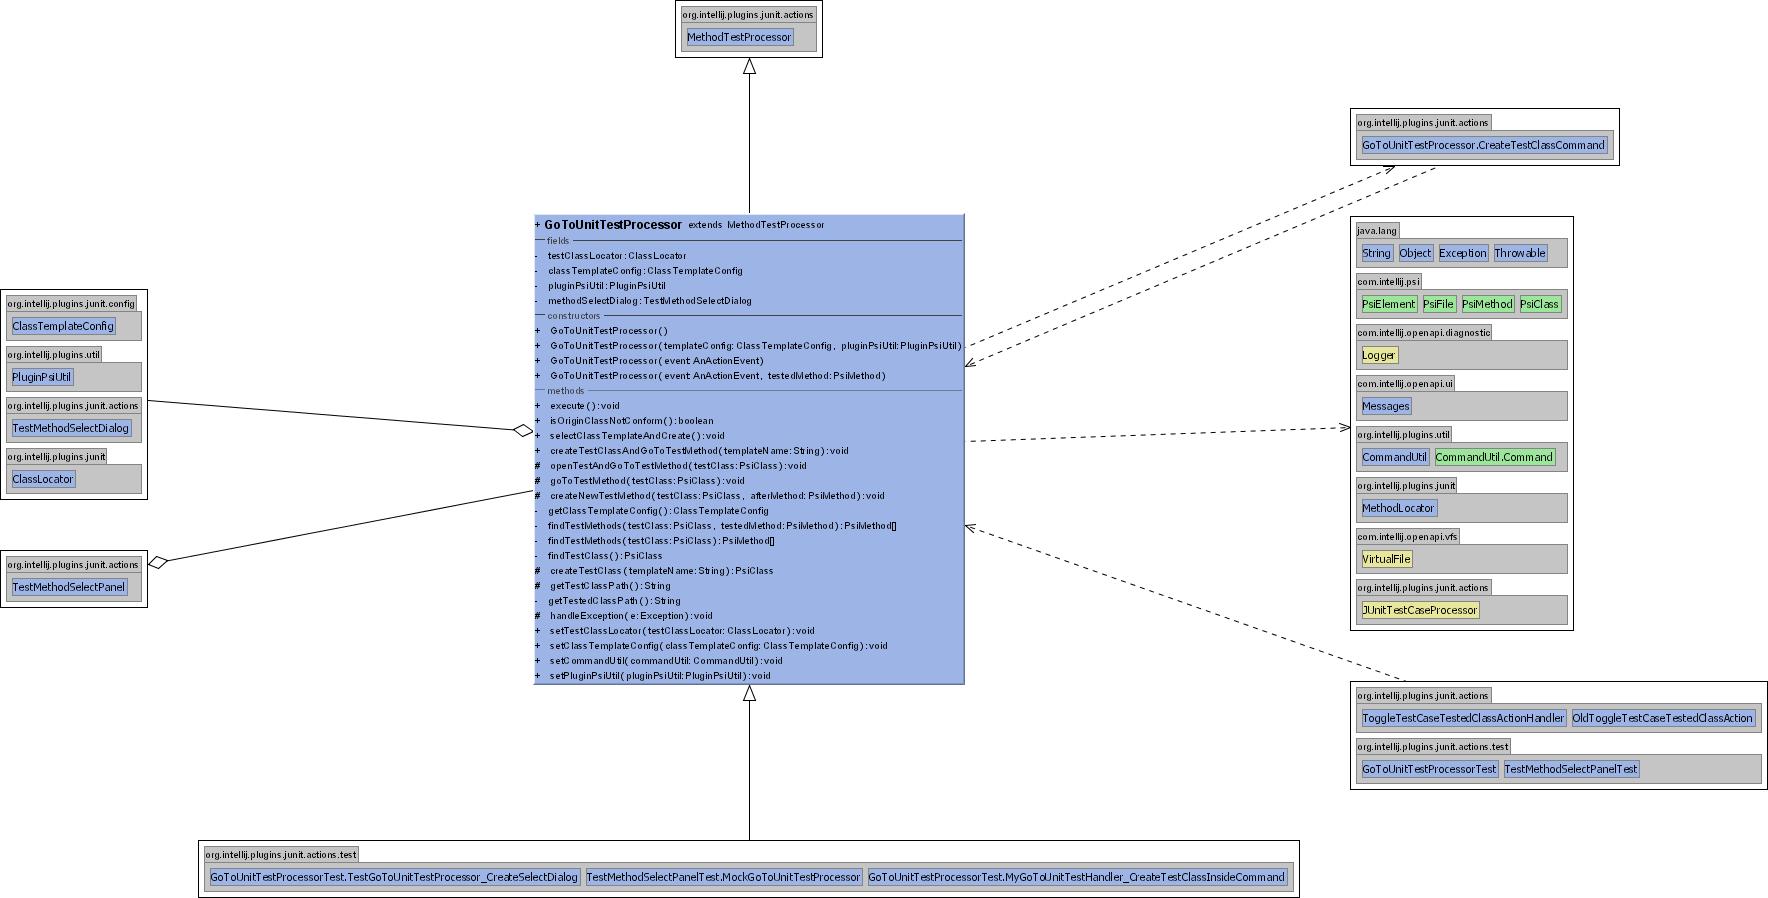 org.intellij.plugins.junit.actions
MethodTestProcessor
org.intellij.plugins.junit.actions
GoToUnitTestProcessor.CreateTestClassCommand
+ GoToUnitTestProcessor extends MethodTestProcessor
fields
- testClassLocator: ClassLocator
- classTemplateConfig: ClassTemplateConfig
- pluginPsiUtil: PluginPsiUtil
- methodSelectDialog: TestMethodSelectDialog
constructors
+ GoToUnitTestProcessor()
+ GoToUnitTestProcessor(templateConfig: ClassTemplateConfig, pluginPsiUtil: PluginPsiUtil)
+ GoToUnitTestProcessor(event: AnActionEvent)
+ GoToUnitTestProcessor(event: AnActionEvent, testedMethod: PsiMethod)
methods
+ execute(): void
+ isOriginClassNotConform(): boolean
+ selectClassTemplateAndCreate(): void
+ createTestClassAndGoToTestMethod(templateName: String): void
# openTestAndGoToTestMethod(testClass: PsiClass): void
# goToTestMethod(testClass: PsiClass): void
# createNewTestMethod(testClass: PsiClass, afterMethod: PsiMethod): void
- getClassTemplateConfig(): ClassTemplateConfig
- findTestMethods(testClass: PsiClass, testedMethod: PsiMethod): PsiMethod[]
- findTestMethods(testClass: PsiClass): PsiMethod[]
- findTestClass(): PsiClass
# createTestClass(templateName: String): PsiClass
# getTestClassPath(): String
- getTestedClassPath(): String
# handleException(e: Exception): void
+ setTestClassLocator(testClassLocator: ClassLocator): void
+ setClassTemplateConfig(classTemplateConfig: ClassTemplateConfig): void
+ setCommandUtil(commandUtil: CommandUtil): void
+ setPluginPsiUtil(pluginPsiUtil: PluginPsiUtil): void
org.intellij.plugins.junit.config
ClassTemplateConfig
org.intellij.plugins.util
PluginPsiUtil
org.intellij.plugins.junit.actions
TestMethodSelectDialog
org.intellij.plugins.junit
ClassLocator
org.intellij.plugins.junit.actions
TestMethodSelectPanel
java.lang
String Object Exception Throwable
com.intellij.psi
PsiElement PsiFile PsiMethod PsiClass
com.intellij.openapi.diagnostic
Logger
com.intellij.openapi.ui
Messages
org.intellij.plugins.util
CommandUtil CommandUtil.Command
org.intellij.plugins.junit
MethodLocator
com.intellij.openapi.vfs
VirtualFile
org.intellij.plugins.junit.actions
JUnitTestCaseProcessor
org.intellij.plugins.junit.actions
ToggleTestCaseTestedClassActionHandler OldToggleTestCaseTestedClassAction
org.intellij.plugins.junit.actions.test
GoToUnitTestProcessorTest TestMethodSelectPanelTest
org.intellij.plugins.junit.actions.test
GoToUnitTestProcessorTest.TestGoToUnitTestProcessor_CreateSelectDialog TestMethodSelectPanelTest.MockGoToUnitTestProcessor GoToUnitTestProcessorTest.MyGoToUnitTestHandler_CreateTestClassInsideCommand